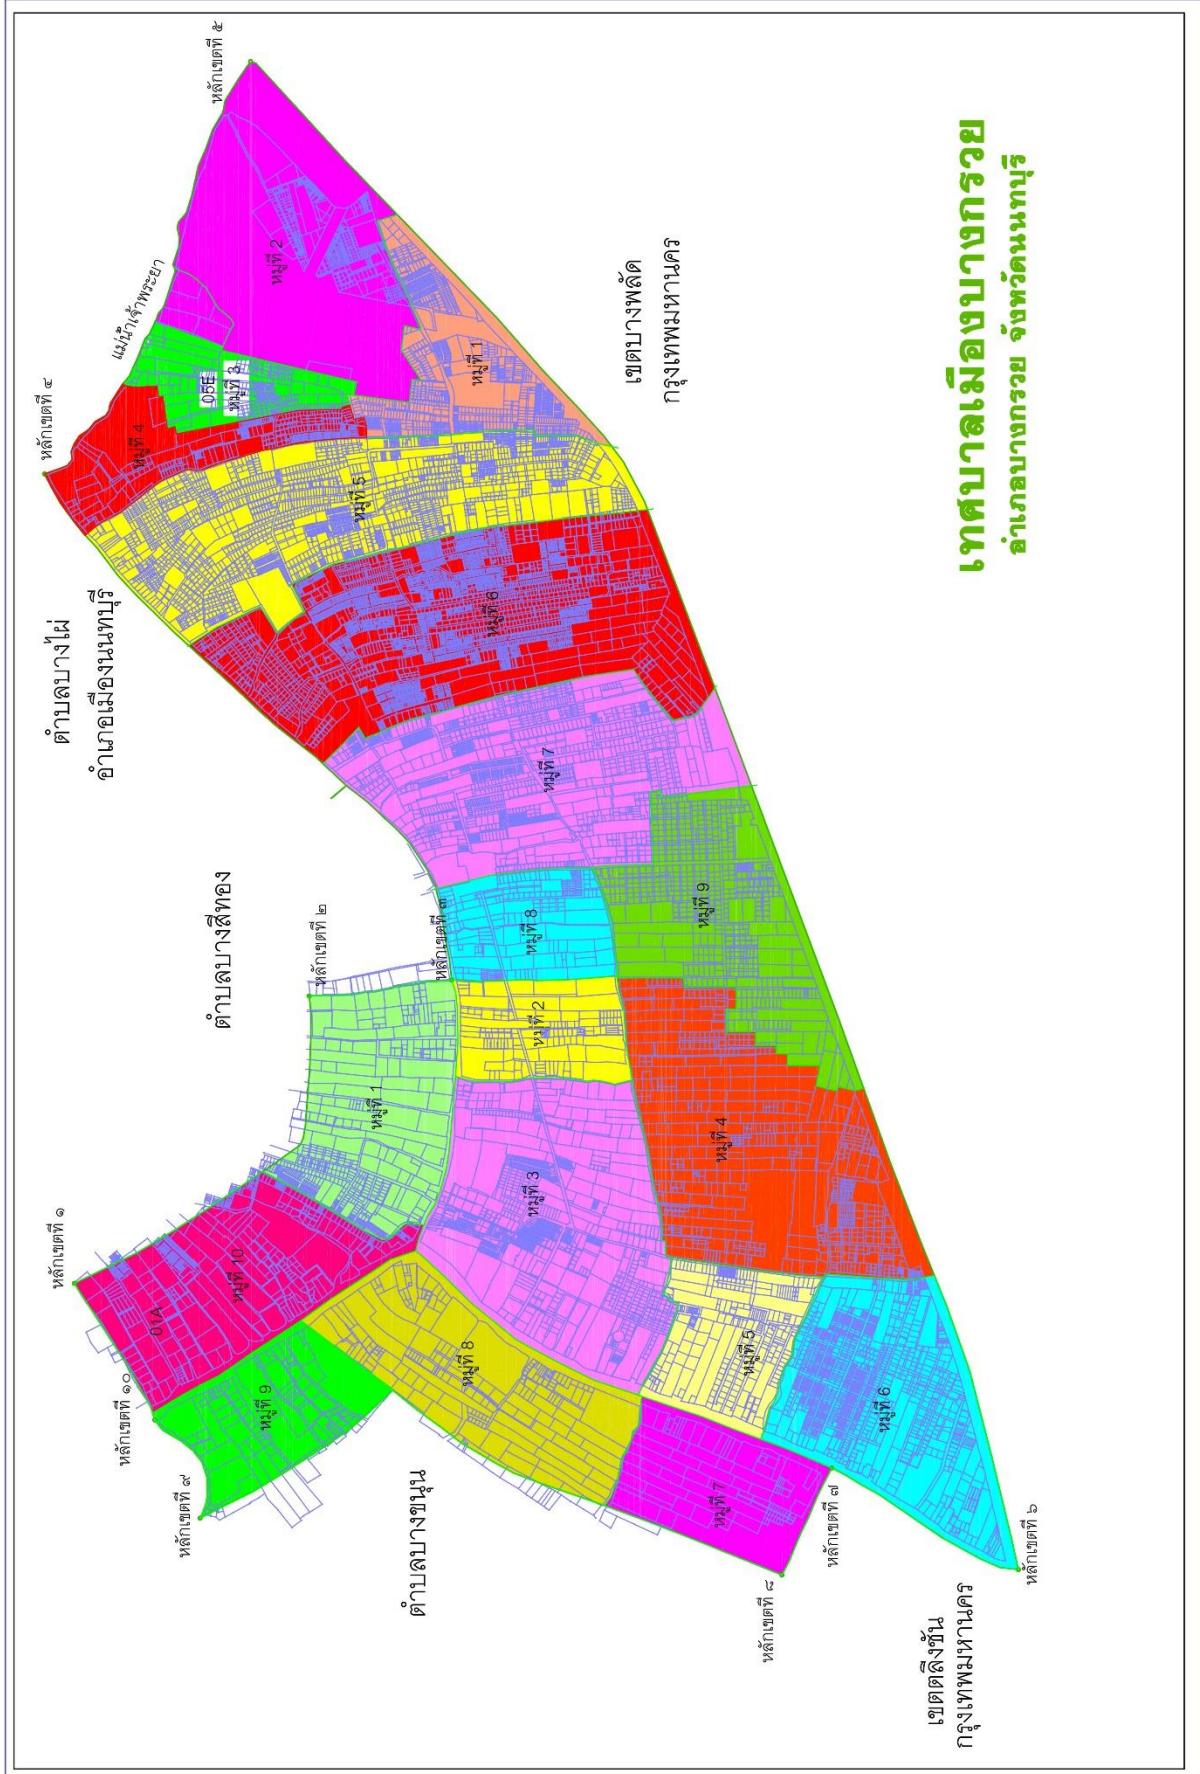 เทศบาลเมืองบางกรวย
อำเภอบางกรวย จังหวัดนนทบุรี
หลักเขตที่ ๑
หลักเขตที่ ๒
หลักเขตที่ ๓
หลักเขตที่ ๔
หลักเขตที่ ๕
หลักเขตที่ ๖
หลักเขตที่ ๗
หลักเขตที่ ๘
หลักเขตที่ ๙
หลักเขตที่ ๑๐
ตำบลบางสีทอง
ตำบลบางไผ่
อำเภอเมืองนนทบุรี
แม่น้ำเจ้าพระยา
เขตบางพลัด
กรุงเทพมหานคร
ตำบลบางขนุน
เขตตลิ่งชัน
กรุงเทพมหานคร
01A
หมู่ที่ 10
หมู่ที่ 9
หมู่ที่ 8
หมู่ที่ 7
หมู่ที่ 6
หมู่ที่ 5
หมู่ที่ 4
หมู่ที่ 3
หมู่ที่ 2
หมู่ที่ 1
หมู่ที่ 9
หมู่ที่ 8
หมู่ที่ 7
หมู่ที่ 6
หมู่ที่ 5
หมู่ที่ 4
05E
หมู่ที่ 3
หมู่ที่ 2
หมู่ที่ 1